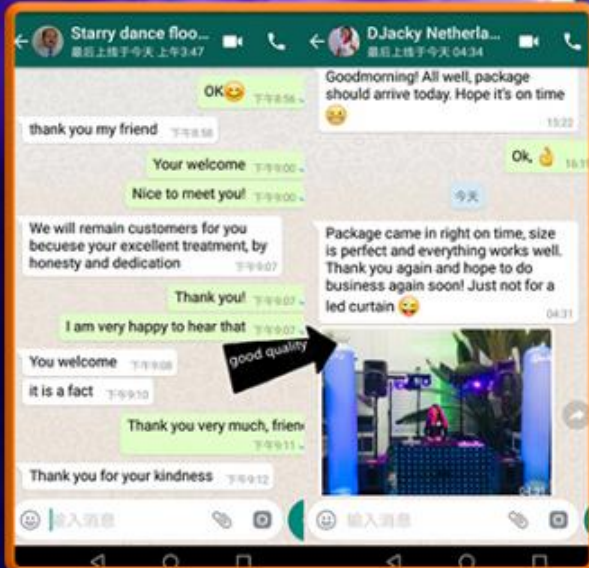 Starry dance floo...
最后上线于今天 上午3:47
OK😊 下午8:56
thank you my friend 下午8:58
Your welcome 下午9:00
Nice to meet you! 下午9:00
We will remain customers for you
becuese your excellent treatment, by
honesty and dedication 下午9:07
Thank you! 下午9:07
I am very happy to hear that 下午9:07
You welcome 下午9:08
it is a fact 下午9:10
Thank you very much, frien
下午9:11
Thank you for your kindness 下午9:12
输入消息
DJacky Netherla...
最后上线于今天 04:34
Goodmorning! All well, package
should arrive today. Hope it's on time
😁 15:22
Ok, 👌 16:19
今天
Package came in right on time, size
is perfect and everything works well.
Thank you again and hope to do
business again soon! Just not for a
led curtain 😜 04:31
good quality
04:31
输入消息